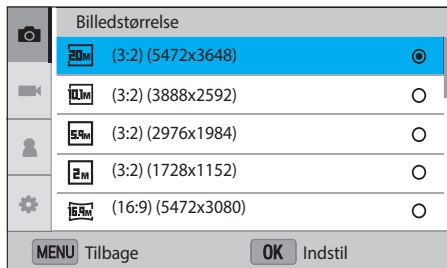 Billedstørrelse
20M (3:2) (5472x3648)
10.1M (3:2) (3888x2592)
5.9M (3:2) (2976x1984)
2M (3:2) (1728x1152)
16.9M (16:9) (5472x3080)
MENU Tilbage OK Indstil